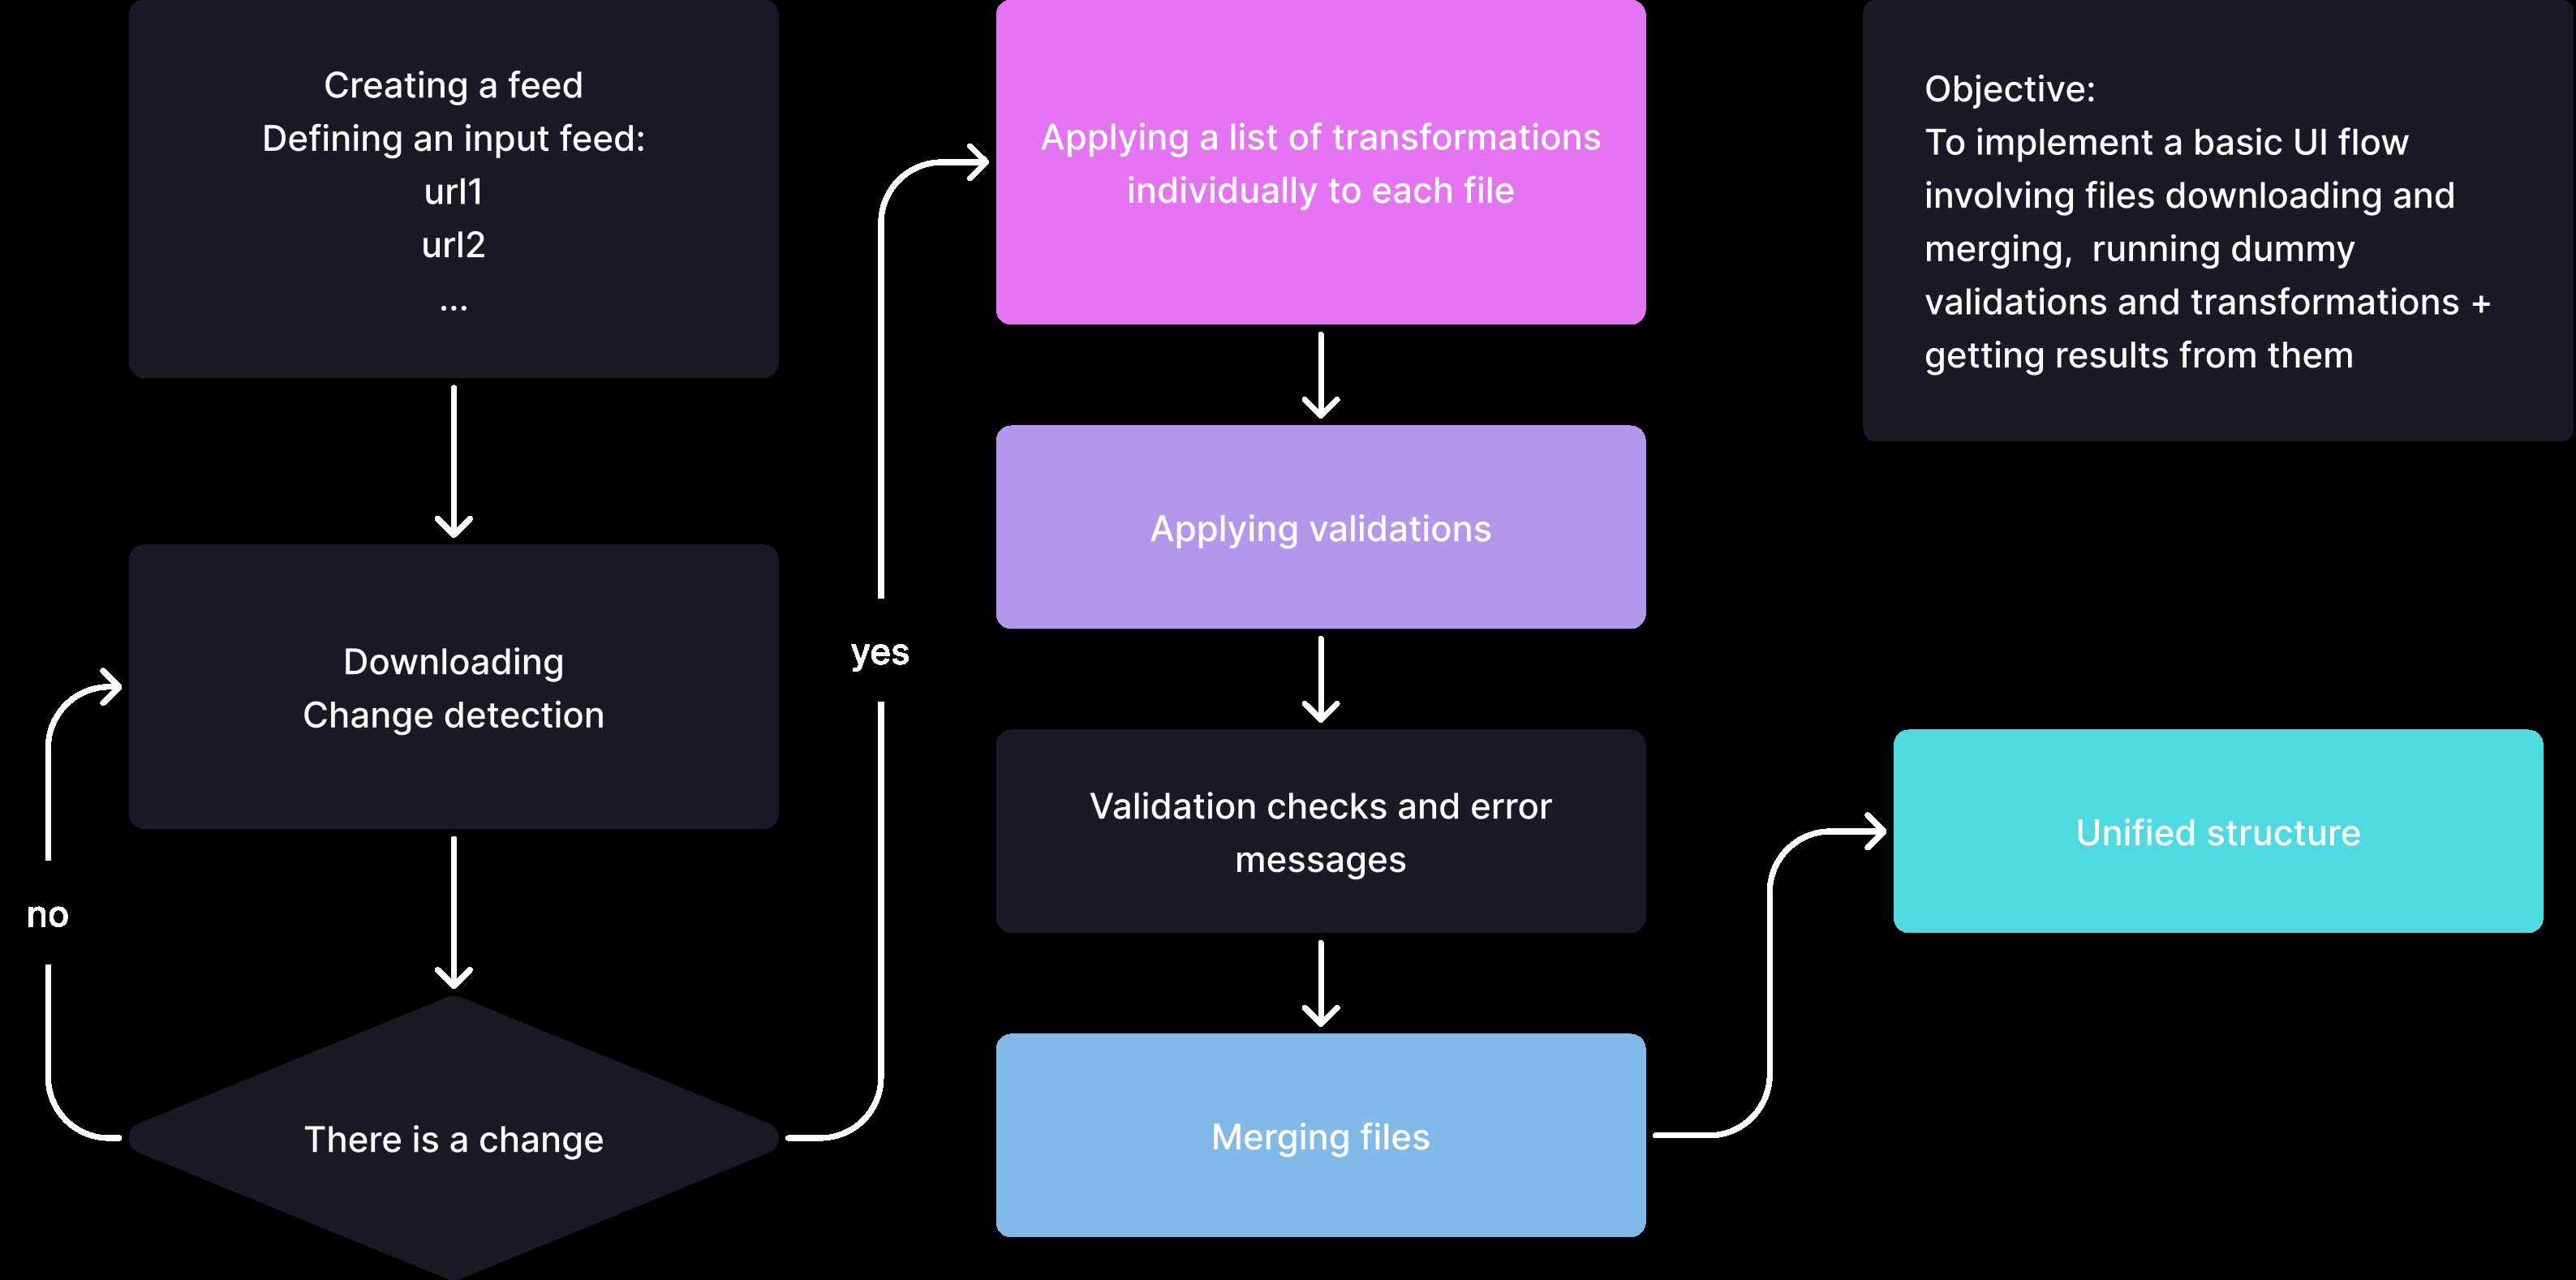 Creating a feed
Defining an input feed:
url1
url2
...
Downloading
Change detection
no
There is a change
yes
Applying a list of transformations
individually to each file
Applying validations
Validation checks and error
messages
Merging files
Objective:
To implement a basic UI flow
involving files downloading and
merging,  running dummy
validations and transformations +
getting results from them
Unified structure